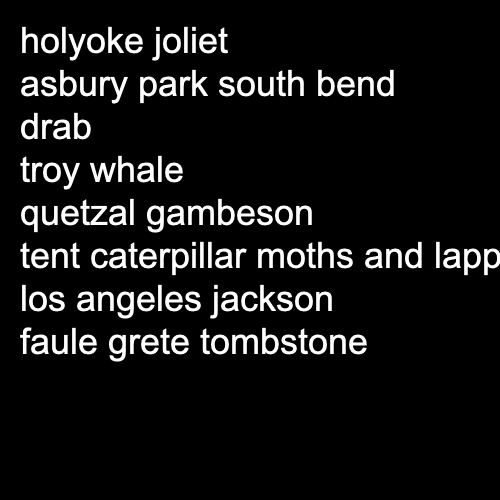 holyoke joliet
asbury park south bend
drab
troy whale
quetzal gambeson
tent caterpillar moths and lapp
los angeles jackson
faule grete tombstone